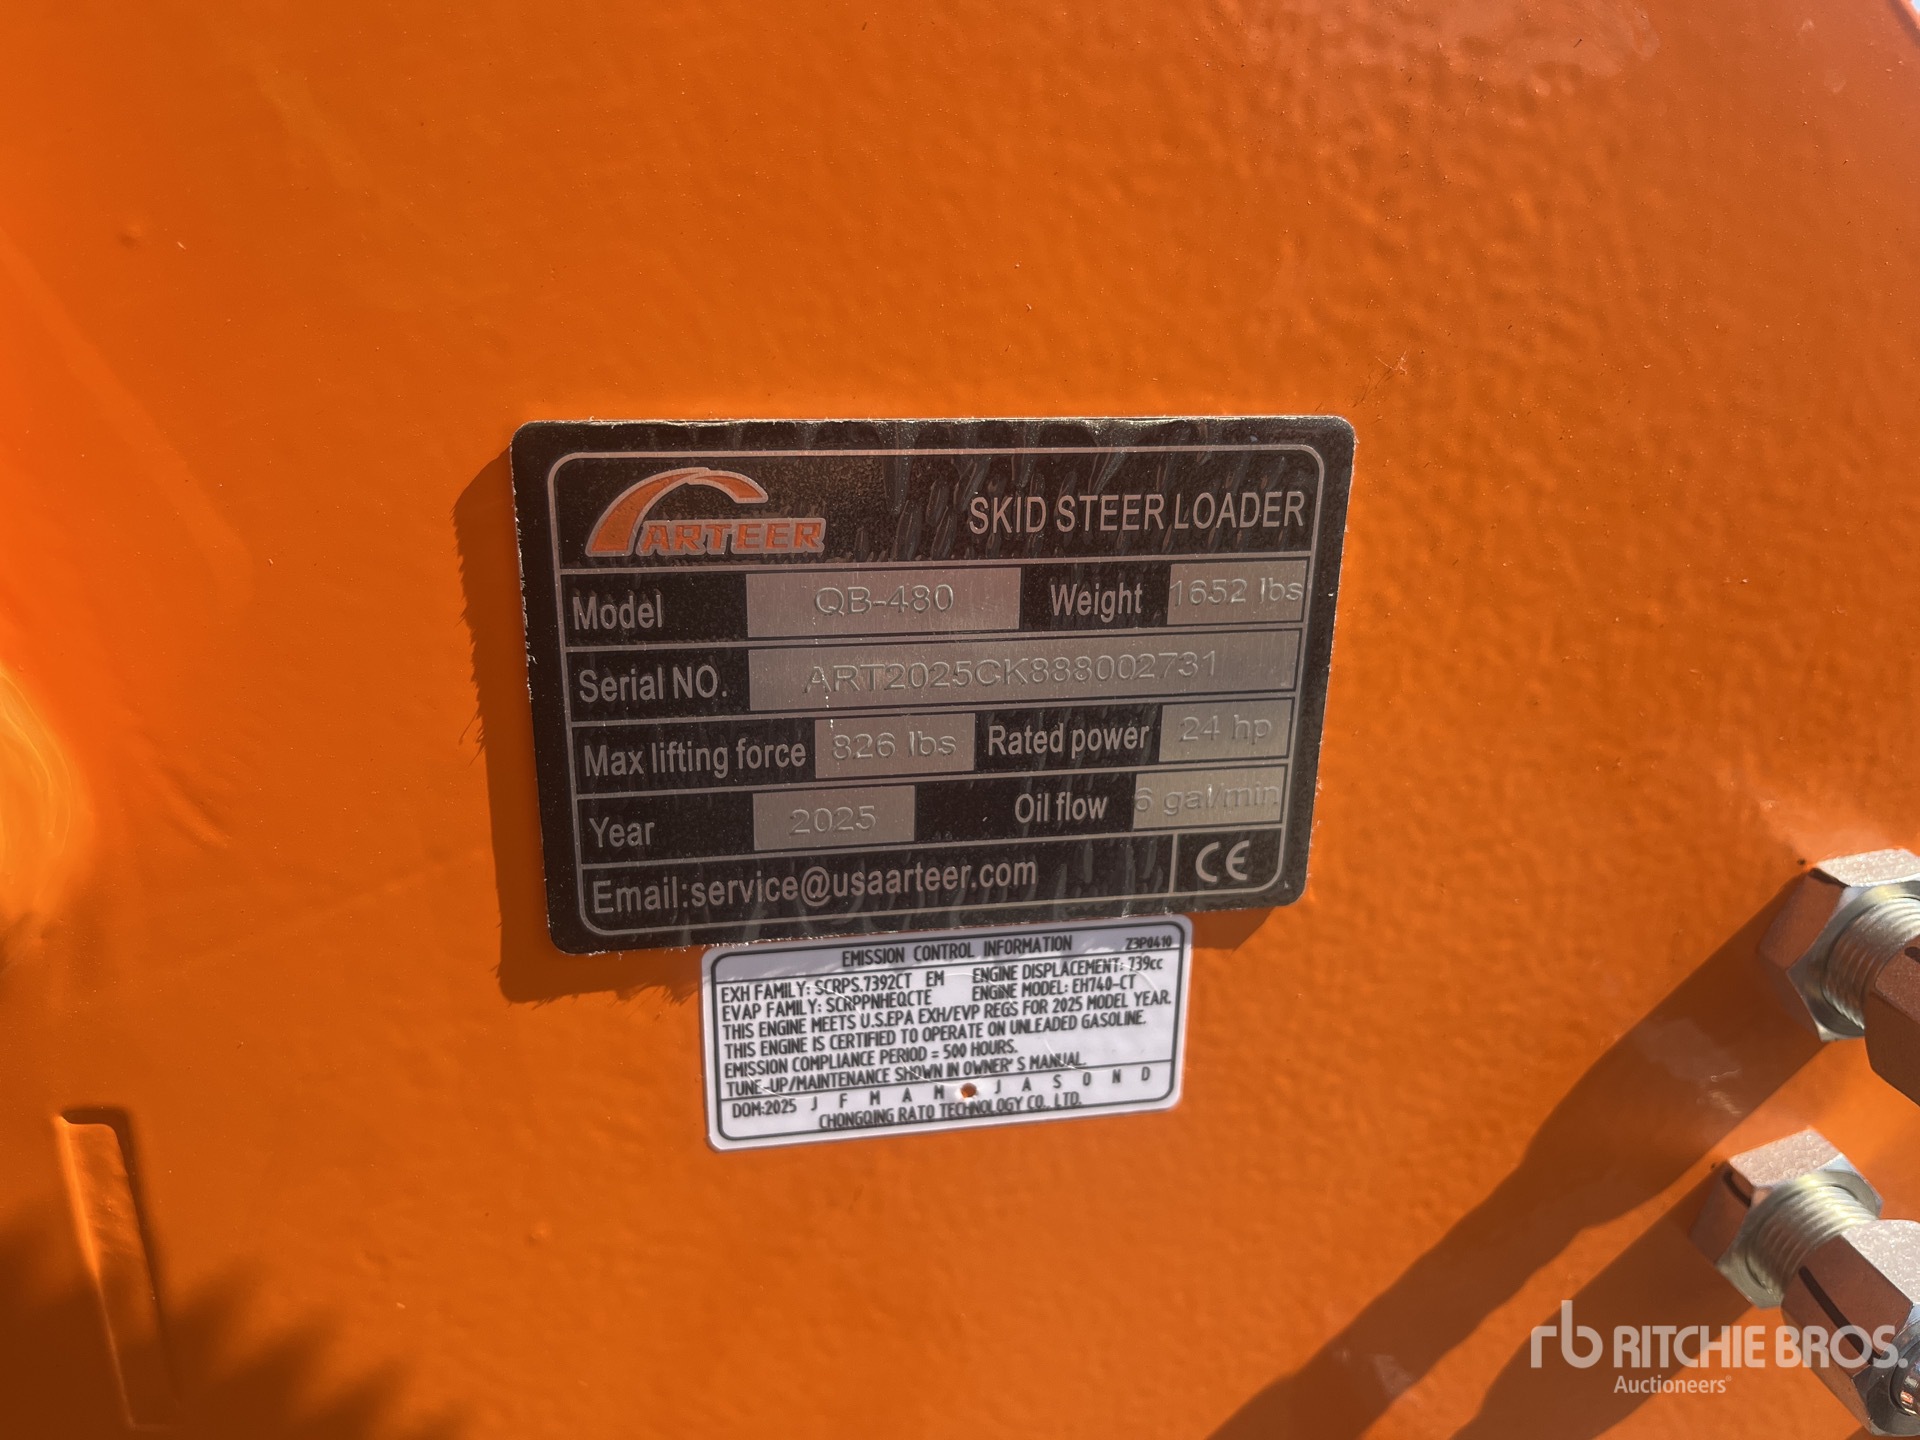 ARTEER SKID STEER LOADER
Model QB-480 Weight 1652 lbs
Serial NO. ART2025CK888002731
Max lifting force 826 lbs Rated power 24 hp
Year 2025 Oil flow 6 gal/min
Email:service@usaarteer.com CE
EMISSION CONTROL INFORMATION Z3P0410
EXH FAMILY: SCRPS.7392CT EM ENGINE DISPLACEMENT: 739cc
EVAP FAMILY: SCRPPNHEQCTE ENGINE MODEL: EH740-CT
THIS ENGINE MEETS U.S.EPA EXH/EVP REGS FOR 2025 MODEL YEAR.
THIS ENGINE IS CERTIFIED TO OPERATE ON UNLEADED GASOLINE.
EMISSION COMPLIANCE PERIOD = 500 HOURS.
TUNE-UP/MAINTENANCE SHOWN IN OWNER'S MANUAL.
DOM:2025 J F M A M J A S O N D
CHONGQING RATO TECHNOLOGY CO. LTD.
rb RITCHIE BROS.
Auctioneers